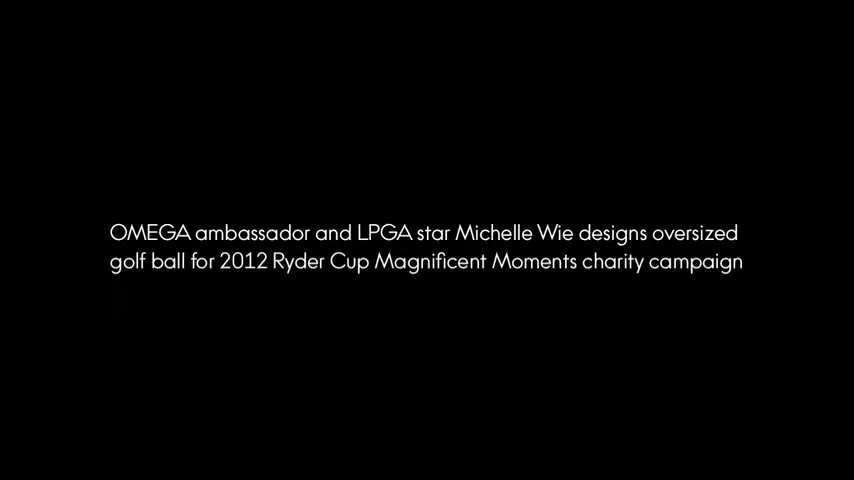 OMEGA ambassador and LPGA star Michelle Wie designs oversized
golf ball for 2012 Ryder Cup Magnificent Moments charity campaign